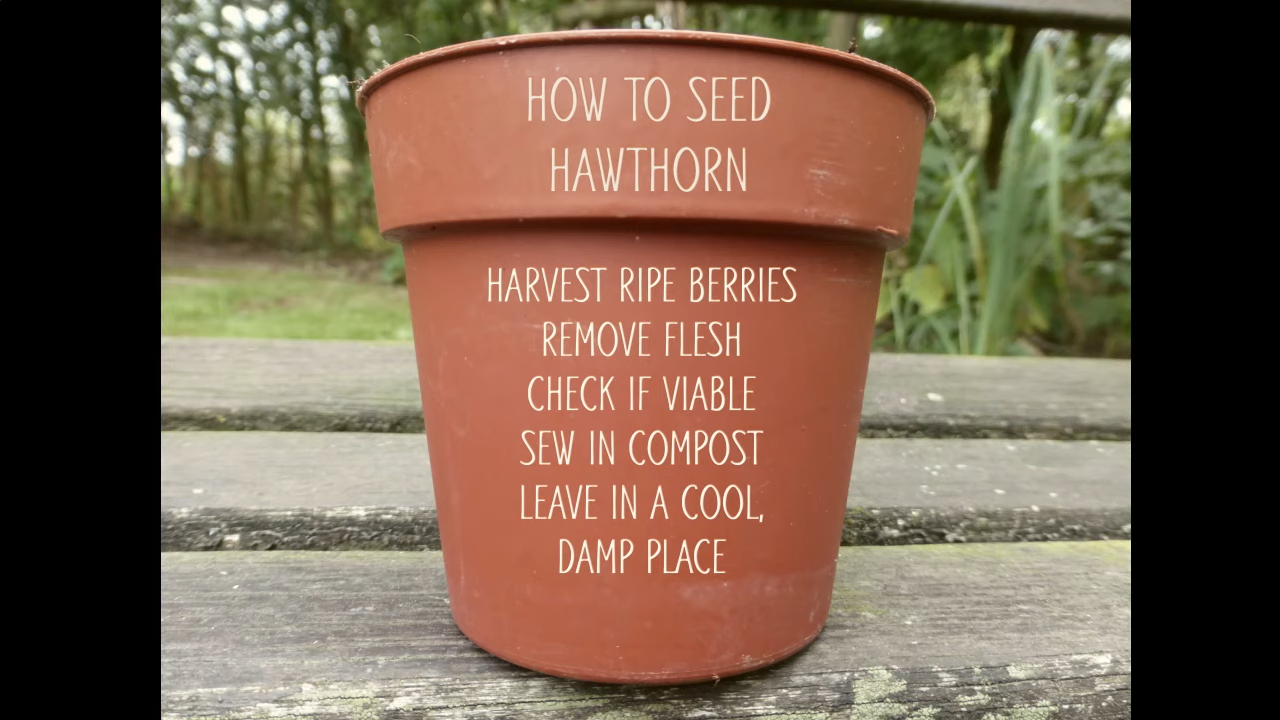 HOW TO SEED
HAWTHORN
HARVEST RIPE BERRIES
REMOVE FLESH
CHECK IF VIABLE
SEW IN COMPOST
LEAVE IN A COOL,
DAMP PLACE